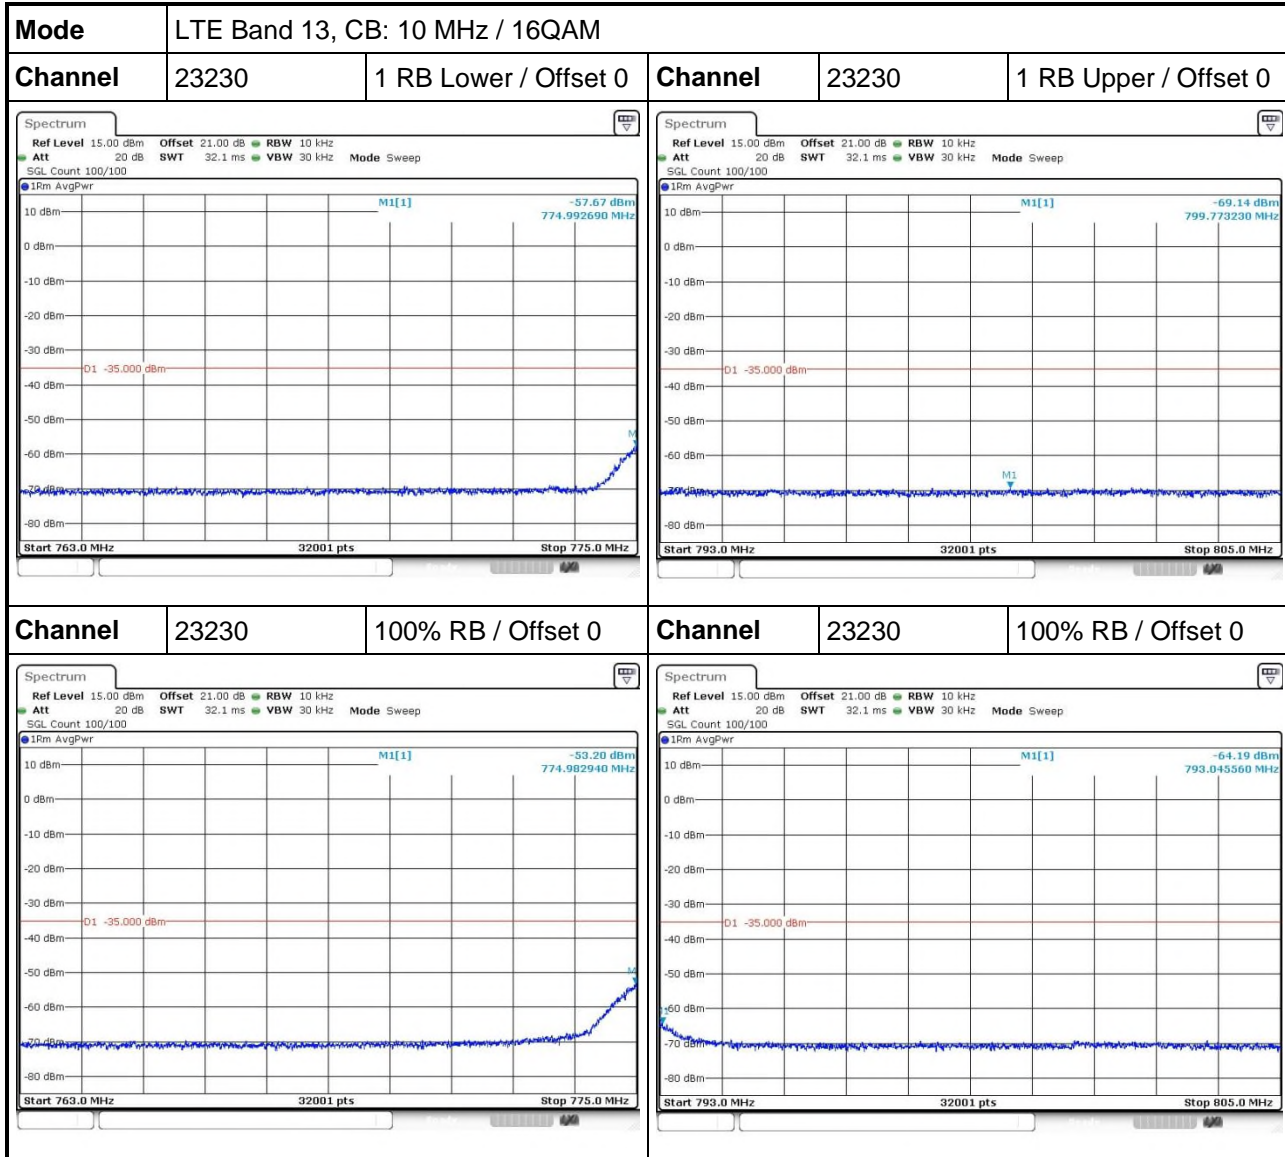 Mode LTE Band 13, CB: 10 MHz / 16QAM
Channel 23230 1 RB Lower / Offset 0 Channel 23230 1 RB Upper / Offset 0
Spectrum
Ref Level 15.00 dBm Offset 21.00 dB RBW 10 kHz
Att 20 dB SWT 32.1 ms VBW 30 kHz Mode Sweep
SGL Count 100/100
1Rm AvgPwr
M1[1] -57.67 dBm
774.992690 MHz
10 dBm
0 dBm
-10 dBm
-20 dBm
-30 dBm
D1 -35.000 dBm
-40 dBm
-50 dBm
M
-60 dBm
-70 dBm
-80 dBm
Start 763.0 MHz 32001 pts Stop 775.0 MHz
Spectrum
Ref Level 15.00 dBm Offset 21.00 dB RBW 10 kHz
Att 20 dB SWT 32.1 ms VBW 30 kHz Mode Sweep
SGL Count 100/100
1Rm AvgPwr
M1[1] -69.14 dBm
799.773230 MHz
10 dBm
0 dBm
-10 dBm
-20 dBm
-30 dBm
D1 -35.000 dBm
-40 dBm
-50 dBm
-60 dBm
M1
-70 dBm
-80 dBm
Start 793.0 MHz 32001 pts Stop 805.0 MHz
Channel 23230 100% RB / Offset 0 Channel 23230 100% RB / Offset 0
Spectrum
Ref Level 15.00 dBm Offset 21.00 dB RBW 10 kHz
Att 20 dB SWT 32.1 ms VBW 30 kHz Mode Sweep
SGL Count 100/100
1Rm AvgPwr
M1[1] -53.20 dBm
774.982940 MHz
10 dBm
0 dBm
-10 dBm
-20 dBm
-30 dBm
D1 -35.000 dBm
-40 dBm
-50 dBm
M
-60 dBm
-70 dBm
-80 dBm
Start 763.0 MHz 32001 pts Stop 775.0 MHz
Spectrum
Ref Level 15.00 dBm Offset 21.00 dB RBW 10 kHz
Att 20 dB SWT 32.1 ms VBW 30 kHz Mode Sweep
SGL Count 100/100
1Rm AvgPwr
M1[1] -64.19 dBm
793.045560 MHz
10 dBm
0 dBm
-10 dBm
-20 dBm
-30 dBm
D1 -35.000 dBm
-40 dBm
-50 dBm
-60 dBm
-70 dBm
-80 dBm
Start 793.0 MHz 32001 pts Stop 805.0 MHz